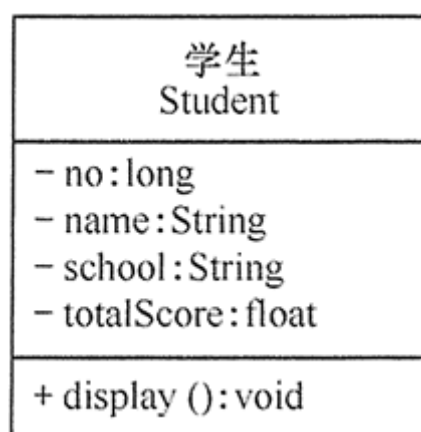 学生
Student
- no:long
- name:String
- school:String
- totalScore:float
+ display ():void